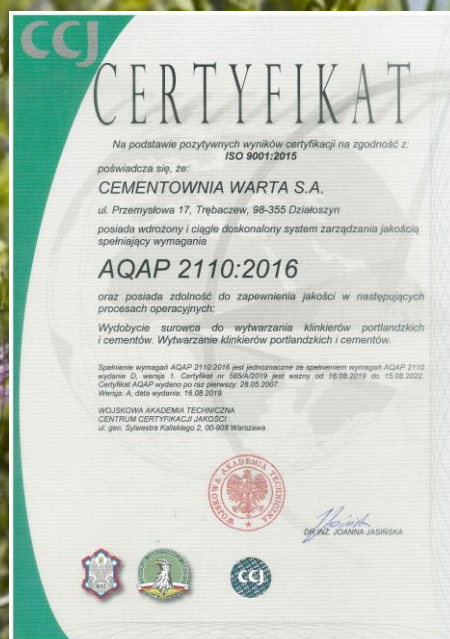 CCJ
CERTYFIKAT
Na podstawie pozytywnych wyników certyfikacji na zgodność z:
ISO 9001:2015
poświadcza się, że:
CEMENTOWNIA WARTA S.A.
ul. Przemysłowa 17, Trębaczew, 98-355 Działoszyn
posiada wdrożony i ciągle doskonalony system zarządzania jakością
spełniający wymagania
AQAP 2110:2016
oraz posiada zdolność do zapewnienia jakości w następujących
procesach operacyjnych:
Wydobycie surowca do wytwarzania klinkierów portlandzkich
i cementów. Wytwarzanie klinkierów portlandzkich i cementów.
Spełnienie wymagań AQAP 2110:2016 jest jednoznaczne ze spełnieniem wymagań AQAP 2110
wydanie D, wersja 1. Certyfikat nr 585/A/2019 jest ważny od 16.08.2019 do 15.08.2022.
Certyfikat AQAP wydano po raz pierwszy: 28.05.2007.
Wersja: A, data wydania: 16.08.2019.
WOJSKOWA AKADEMIA TECHNICZNA
CENTRUM CERTYFIKACJI JAKOŚCI
ul. gen. Sylwestra Kaliskiego 2, 00-908 Warszawa
WOJSKOWA AKADEMIA TECHNICZNA
DR INŻ. JOANNA JASIŃSKA
WAT
CCJ